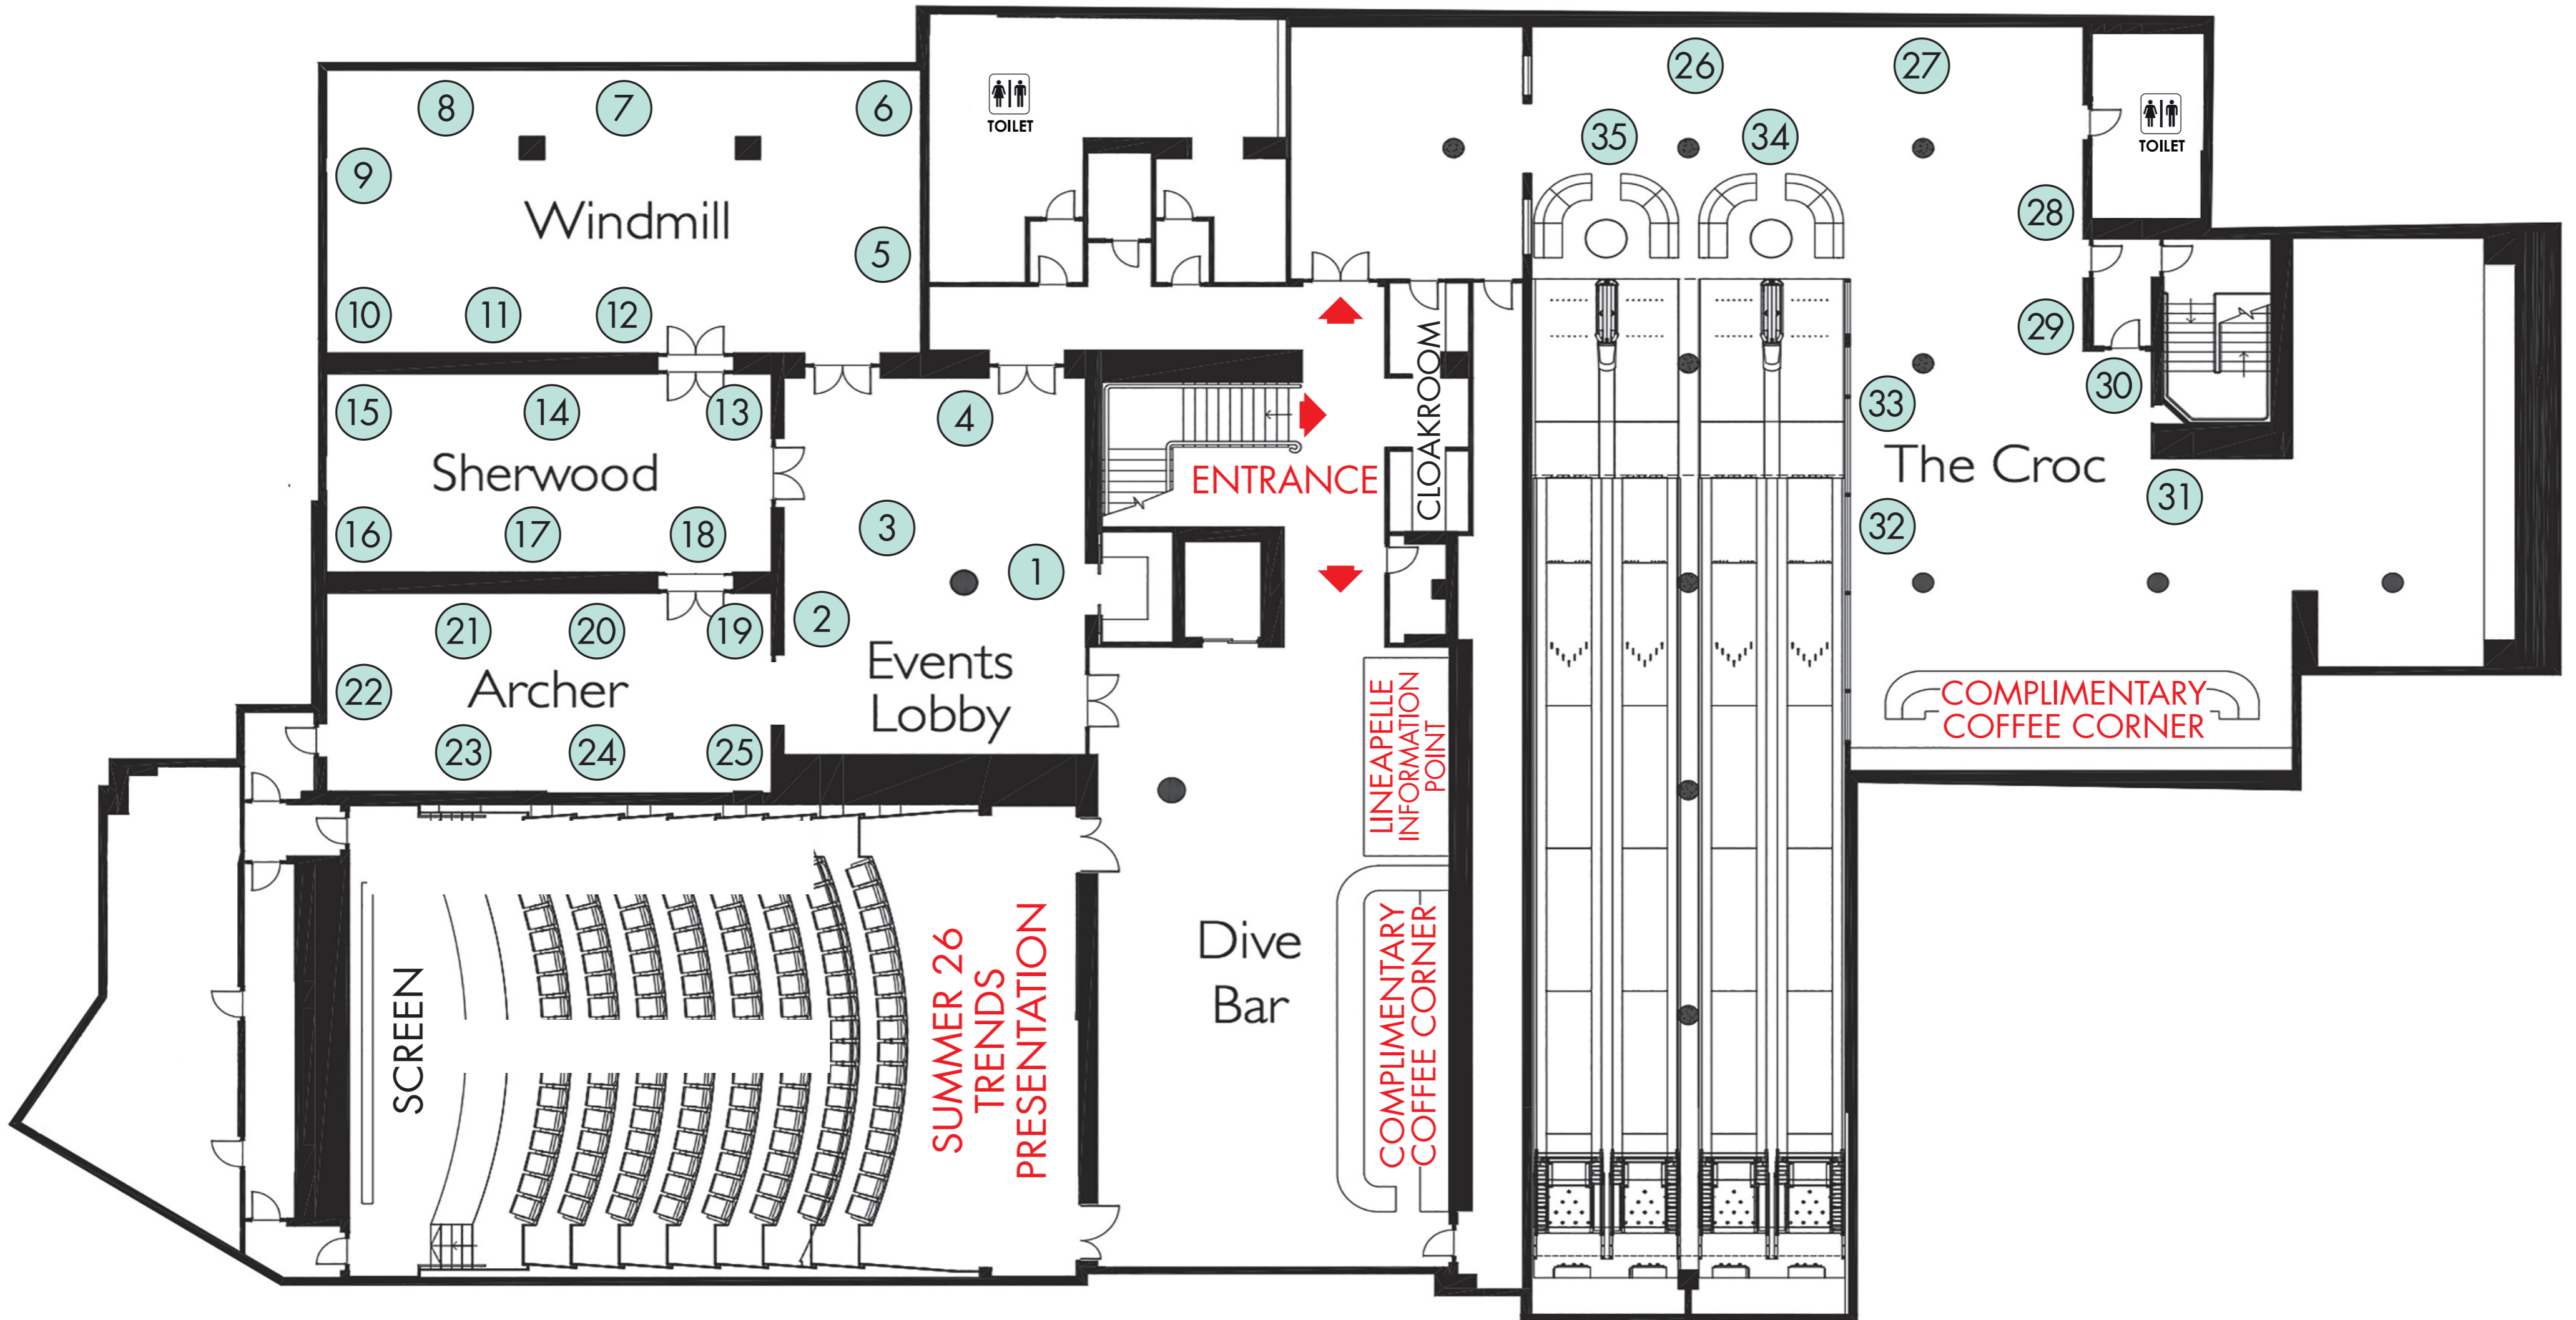 8
7
6
9
Windmill
5
10
11
12
TOILET
26
27
35
34
TOILET
28
29
30
33
The Croc
31
32
COMPLIMENTARY
COFFEE CORNER
15
14
13
Sherwood
16
17
18
4
3
1
2
Events
Lobby
ENTRANCE
CLOAKROOM
21
20
19
22
Archer
23
24
25
LINEAPELLE
INFORMATION
POINT
SCREEN
SUMMER 26
TRENDS
PRESENTATION
Dive
Bar
COMPLIMENTARY
COFFEE CORNER